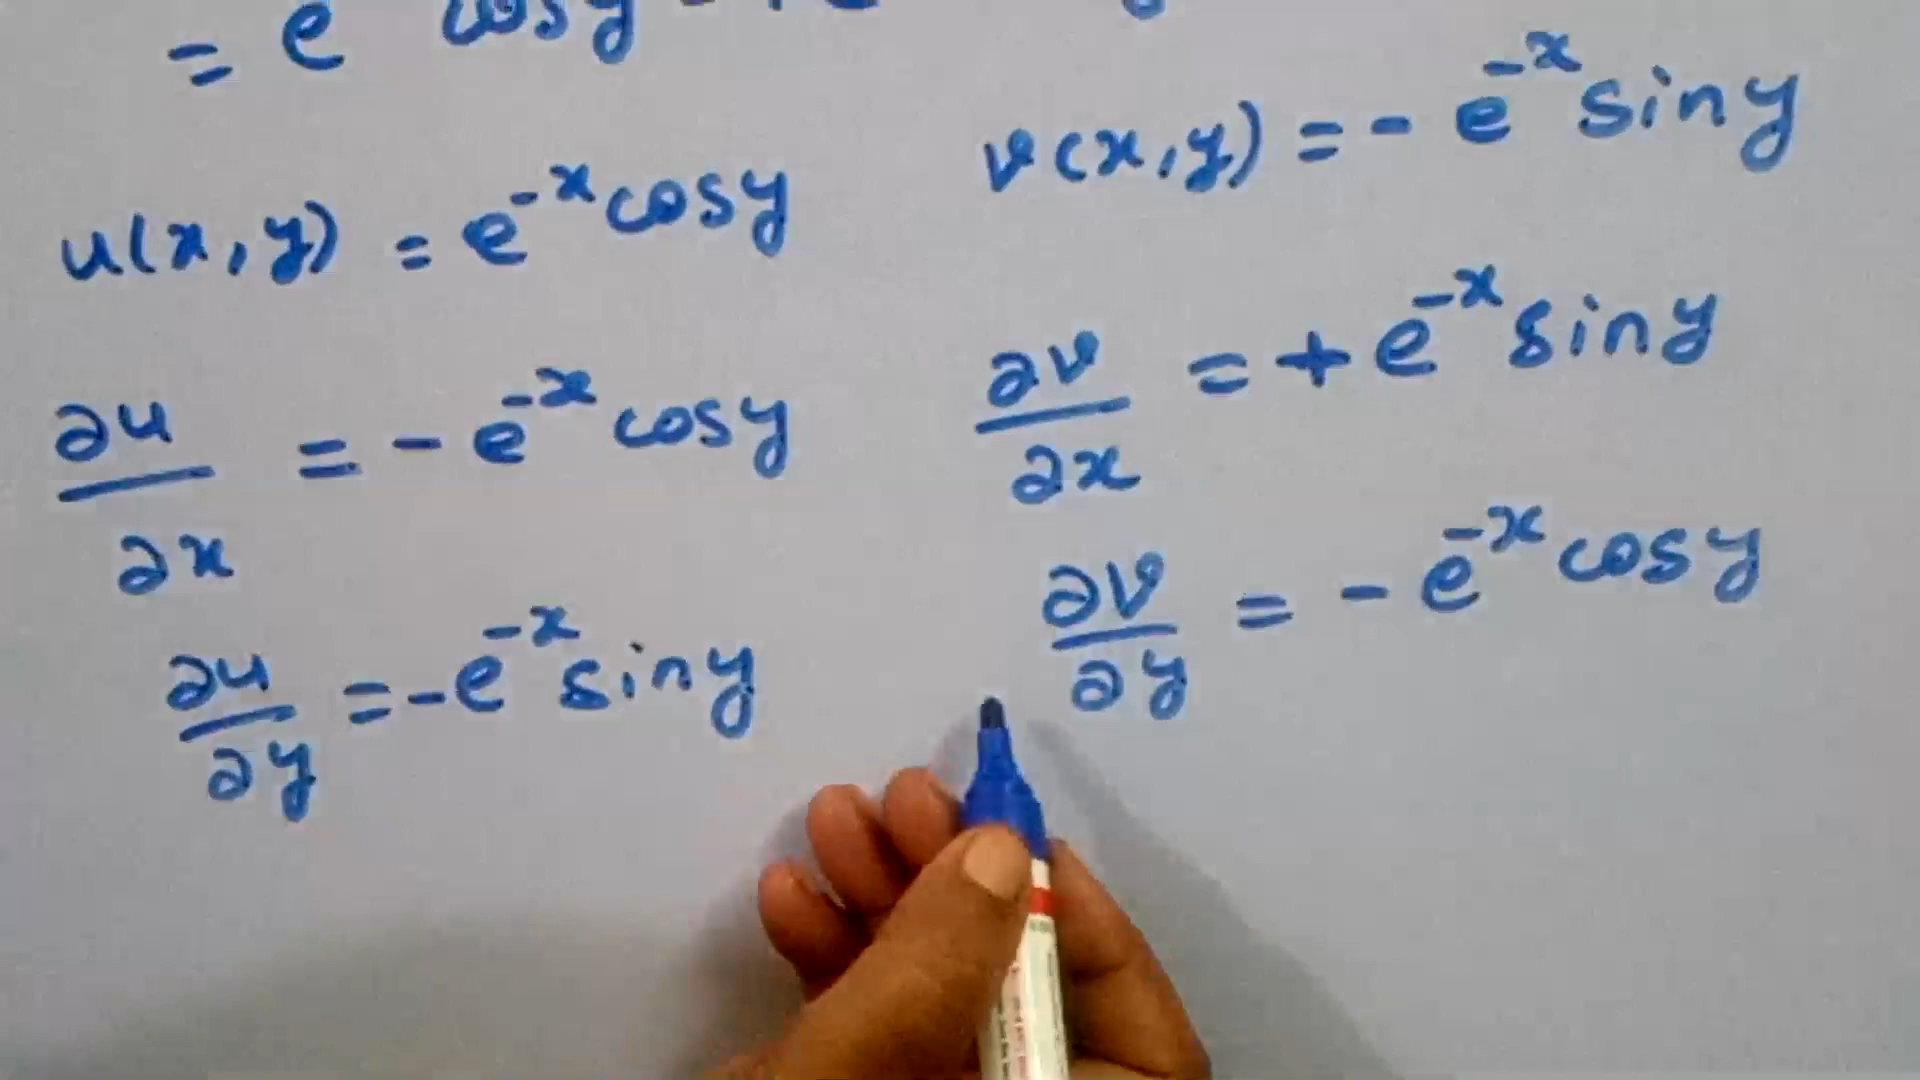 = e cosy
u(x,y) = e^{-x} cosy
∂u/∂x = - e^{-x} cosy
∂u/∂y = - e^{-x} siny
v(x,y) = - e^{-x} siny
∂v/∂x = + e^{-x} siny
∂v/∂y = - e^{-x} cosy